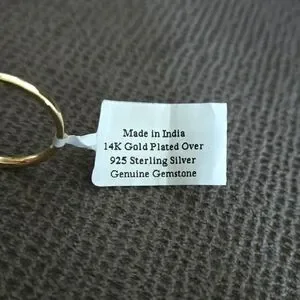 Made in India
14K Gold Plated Over
925 Sterling Silver
Genuine Gemstone